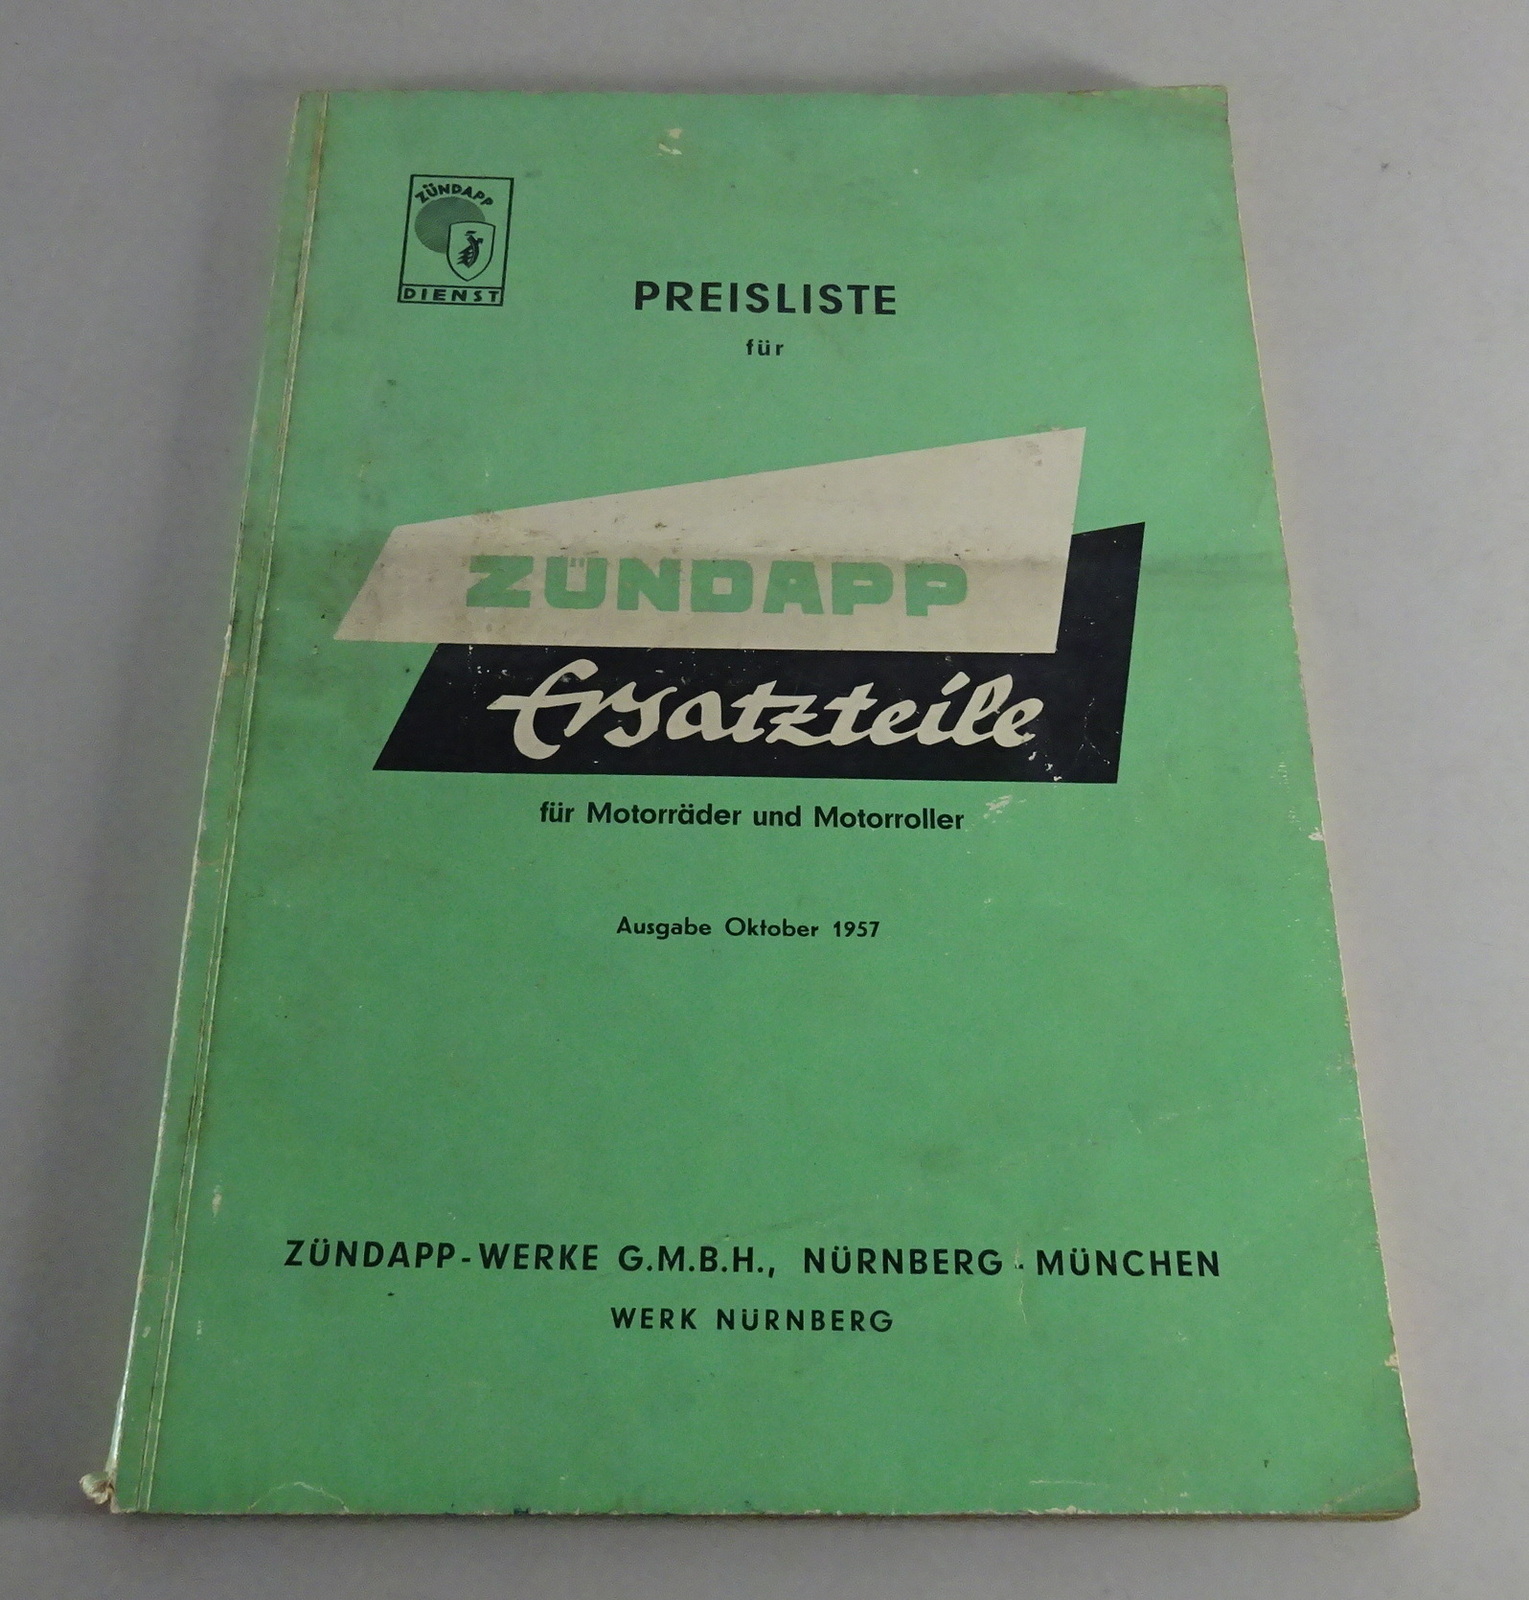 ZÜNDAPP
DIENST
PREISLISTE
für
ZÜNDAPP
Ersatzteile
für Motorräder und Motorroller
Ausgabe Oktober 1957
ZÜNDAPP-WERKE G.M.B.H., NÜRNBERG · MÜNCHEN
WERK NÜRNBERG